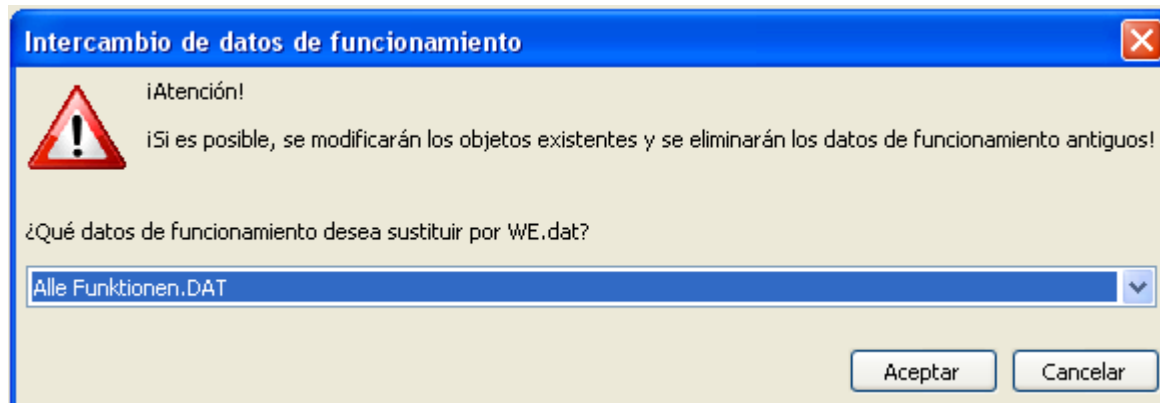 Intercambio de datos de funcionamiento
¡Atención!
¡Si es posible, se modificarán los objetos existentes y se eliminarán los datos de funcionamiento antiguos!
¿Qué datos de funcionamiento desea sustituir por WE.dat?
Alle Funktionen.DAT
Aceptar
Cancelar